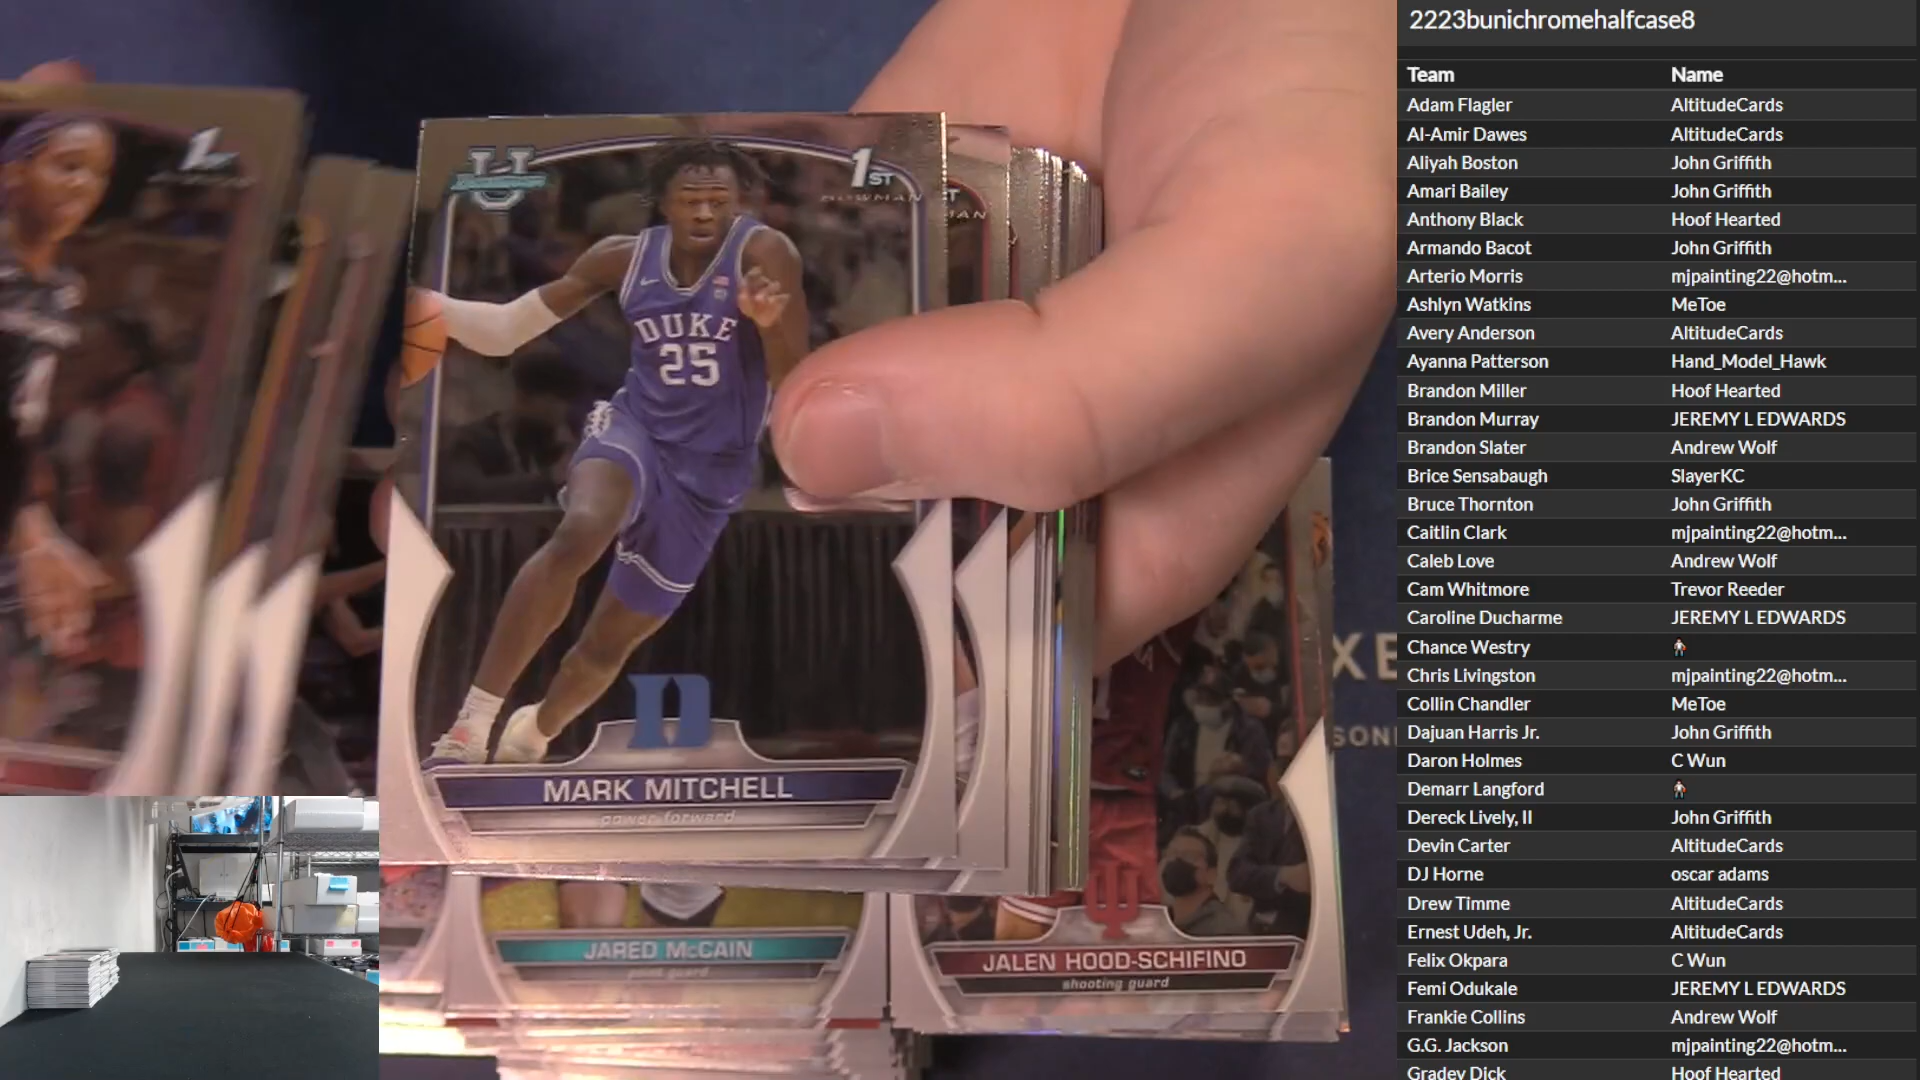 2223bunichromehalfcase8
Team Name
Adam Flagler AltitudeCards
Al-Amir Dawes AltitudeCards
Aliyah Boston John Griffith
Amari Bailey John Griffith
Anthony Black Hoof Hearted
Armando Bacot John Griffith
Arterio Morris mjpainting22@hotm...
Ashlyn Watkins MeToe
Avery Anderson AltitudeCards
Ayanna Patterson Hand_Model_Hawk
Brandon Miller Hoof Hearted
Brandon Murray JEREMY L EDWARDS
Brandon Slater Andrew Wolf
Brice Sensabaugh SlayerKC
Bruce Thornton John Griffith
Caitlin Clark mjpainting22@hotm...
Caleb Love Andrew Wolf
Cam Whitmore Trevor Reeder
Caroline Ducharme JEREMY L EDWARDS
Chance Westry
Chris Livingston mjpainting22@hotm...
Collin Chandler MeToe
Dajuan Harris Jr. John Griffith
Daron Holmes C Wun
Demarr Langford
Dereck Lively, II John Griffith
Devin Carter AltitudeCards
DJ Horne oscar adams
Drew Timme AltitudeCards
Ernest Udeh, Jr. AltitudeCards
Felix Okpara C Wun
Femi Odukale JEREMY L EDWARDS
Frankie Collins Andrew Wolf
G.G. Jackson mjpainting22@hotm...
Gradey Dick Hoof Hearted
1ST
U
1ST
BOWMAN
DUKE
25
D
MARK MITCHELL
power forward
JARED McCAIN
point guard
JALEN HOOD-SCHIFINO
shooting guard